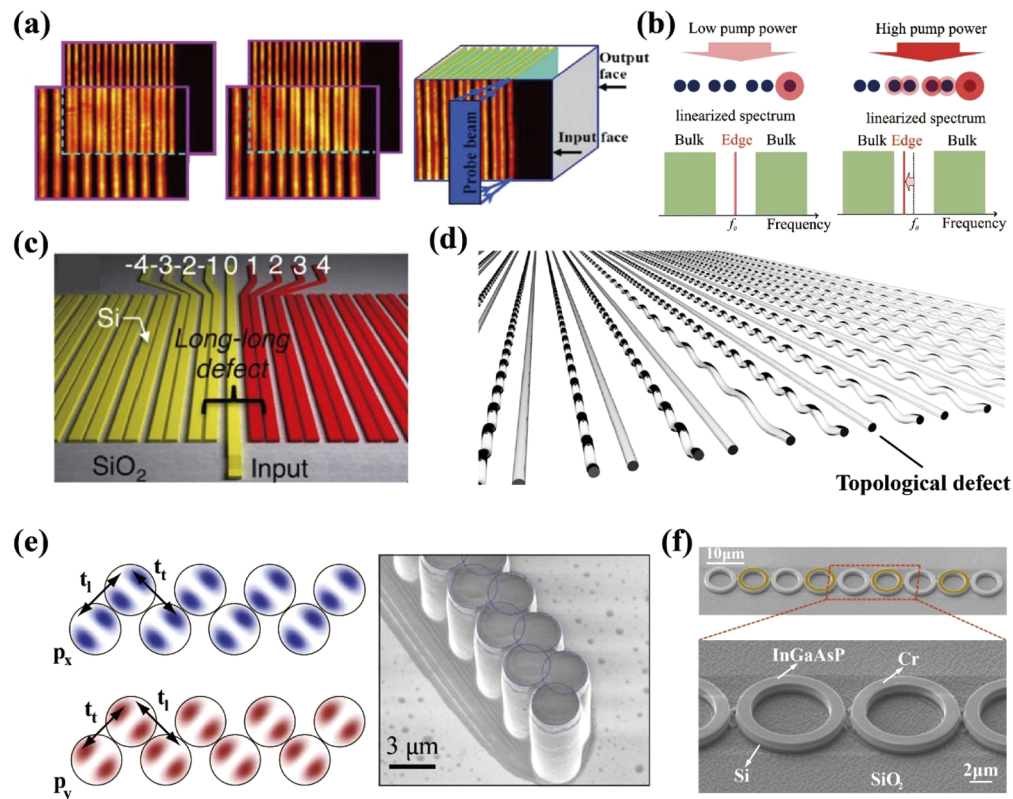 (a)
Output
face
Input face
Probe beam
(b)
Low pump power
High pump power
linearized spectrum
linearized spectrum
Bulk Edge Bulk
Bulk Edge Bulk
f₀ Frequency
f₀ Frequency
(c)
-4 -3 -2 -1 0 1 2 3 4
Si
Long-long
defect
SiO₂
Input
(d)
Topological defect
(e)
t_l t_t
p_x
t_t t_l
p_y
3 μm
(f)
10μm
InGaAsP
Cr
Si
SiO₂
2μm